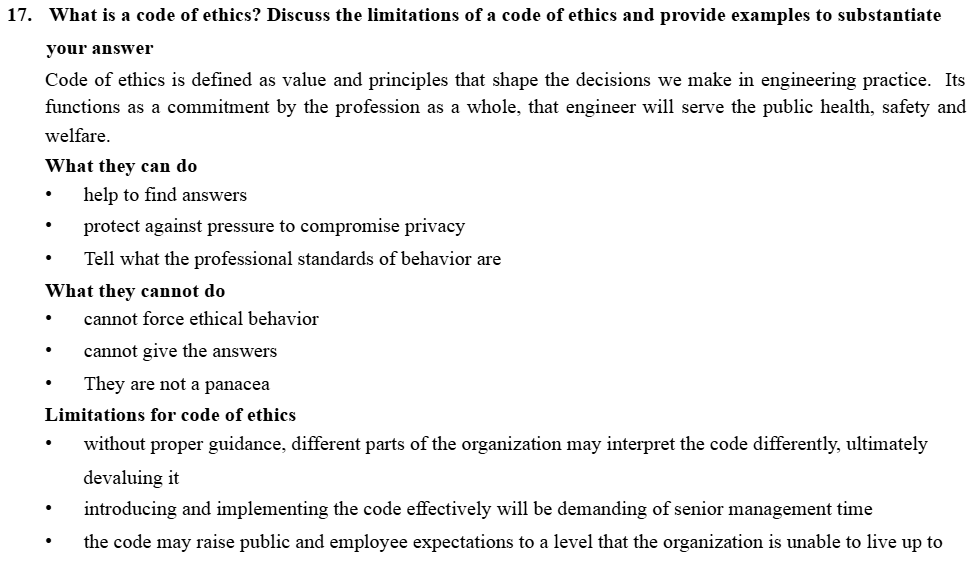 17. What is a code of ethics? Discuss the limitations of a code of ethics and provide examples to substantiate
your answer
Code of ethics is defined as value and principles that shape the decisions we make in engineering practice. Its
functions as a commitment by the profession as a whole, that engineer will serve the public health, safety and
welfare.
What they can do
• help to find answers
• protect against pressure to compromise privacy
• Tell what the professional standards of behavior are
What they cannot do
• cannot force ethical behavior
• cannot give the answers
• They are not a panacea
Limitations for code of ethics
• without proper guidance, different parts of the organization may interpret the code differently, ultimately
devaluing it
• introducing and implementing the code effectively will be demanding of senior management time
• the code may raise public and employee expectations to a level that the organization is unable to live up to